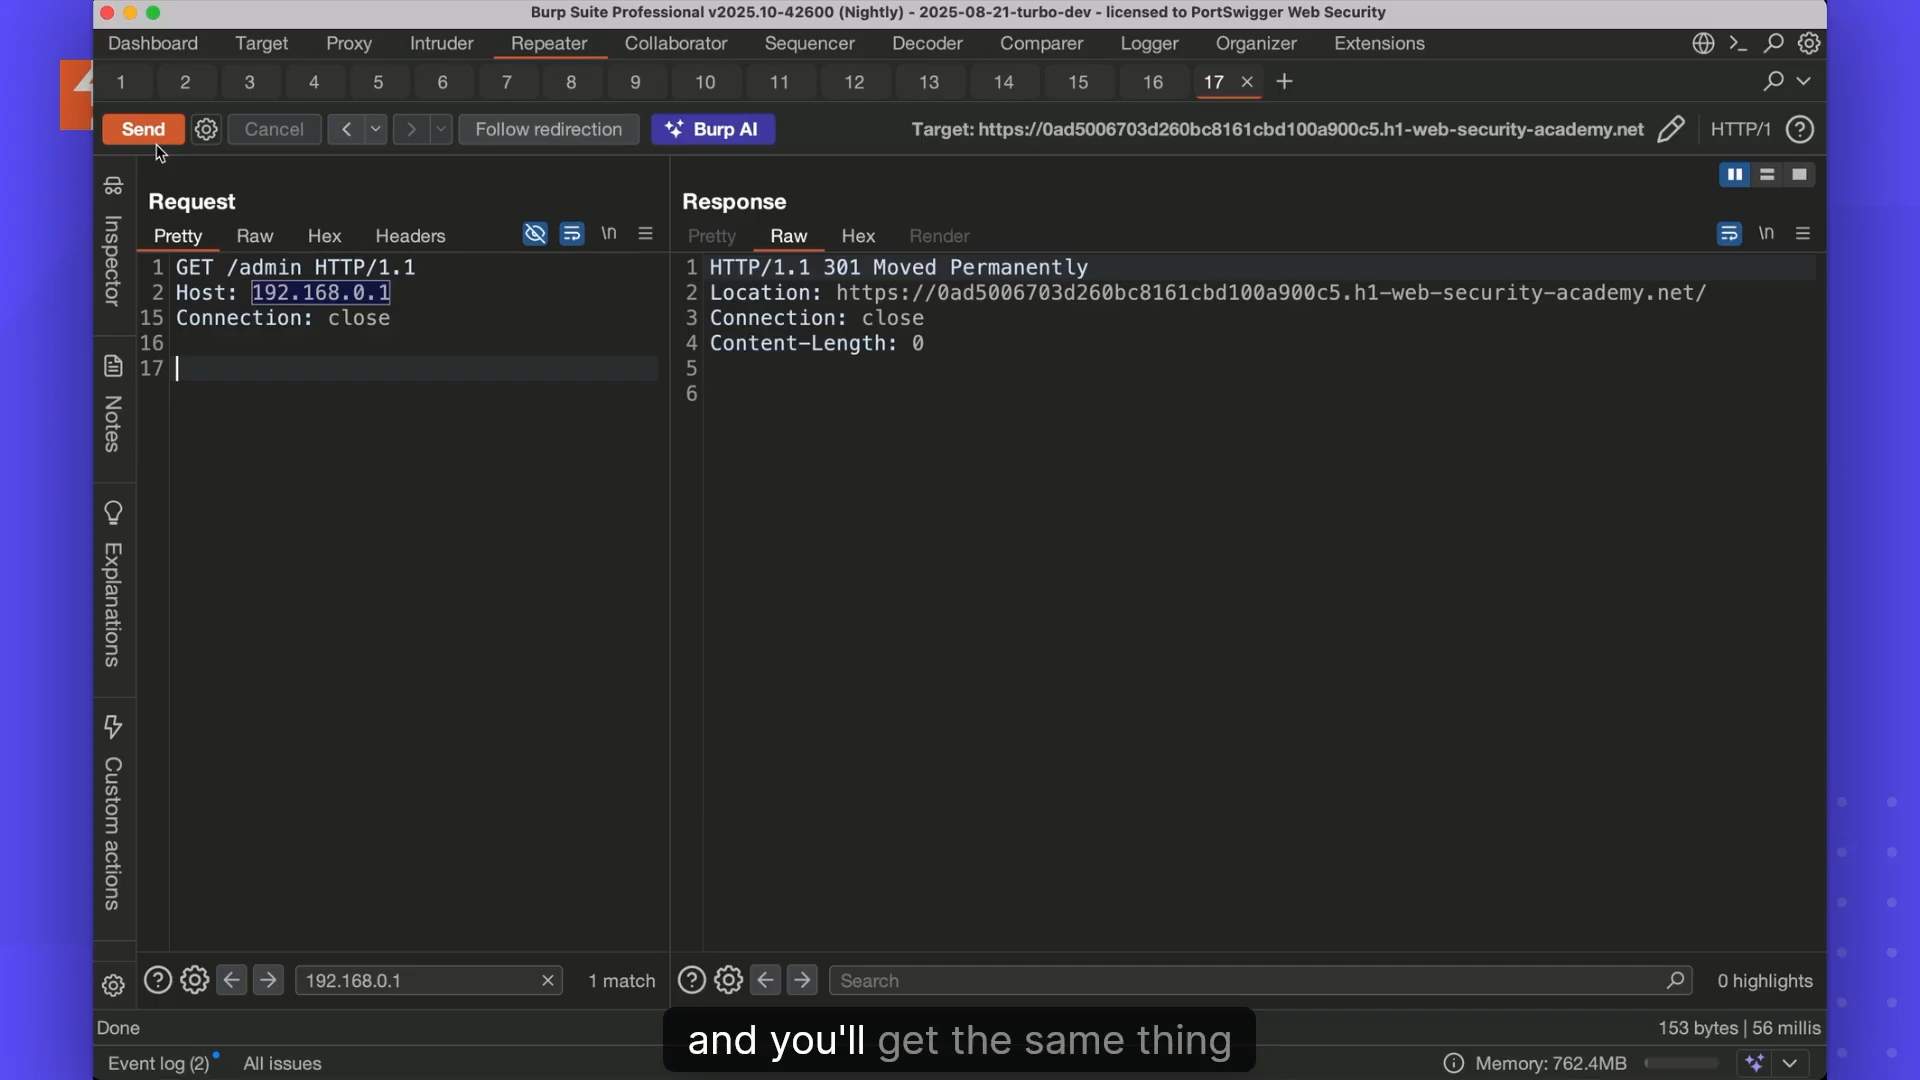 Burp Suite Professional v2025.10-42600 (Nightly) - 2025-08-21-turbo-dev - licensed to PortSwigger Web Security
Dashboard Target Proxy Intruder Repeater Collaborator Sequencer Decoder Comparer Logger Organizer Extensions
1 2 3 4 5 6 7 8 9 10 11 12 13 14 15 16 17 × +
Send Cancel < > Follow redirection Burp AI Target: https://0ad5006703d260bc8161cbd100a900c5.h1-web-security-academy.net HTTP/1 ?
Inspector
Notes
Explanations
Custom actions
Request
Pretty Raw Hex Headers \n
1 GET /admin HTTP/1.1
2 Host: 192.168.0.1
15 Connection: close
16
17
192.168.0.1 × 1 match
Response
Pretty Raw Hex Render \n
1 HTTP/1.1 301 Moved Permanently
2 Location: https://0ad5006703d260bc8161cbd100a900c5.h1-web-security-academy.net/
3 Connection: close
4 Content-Length: 0
5
6
Search 0 highlights
Done 153 bytes | 56 millis
Event log (2) All issues Memory: 762.4MB
and you'll get the same thing